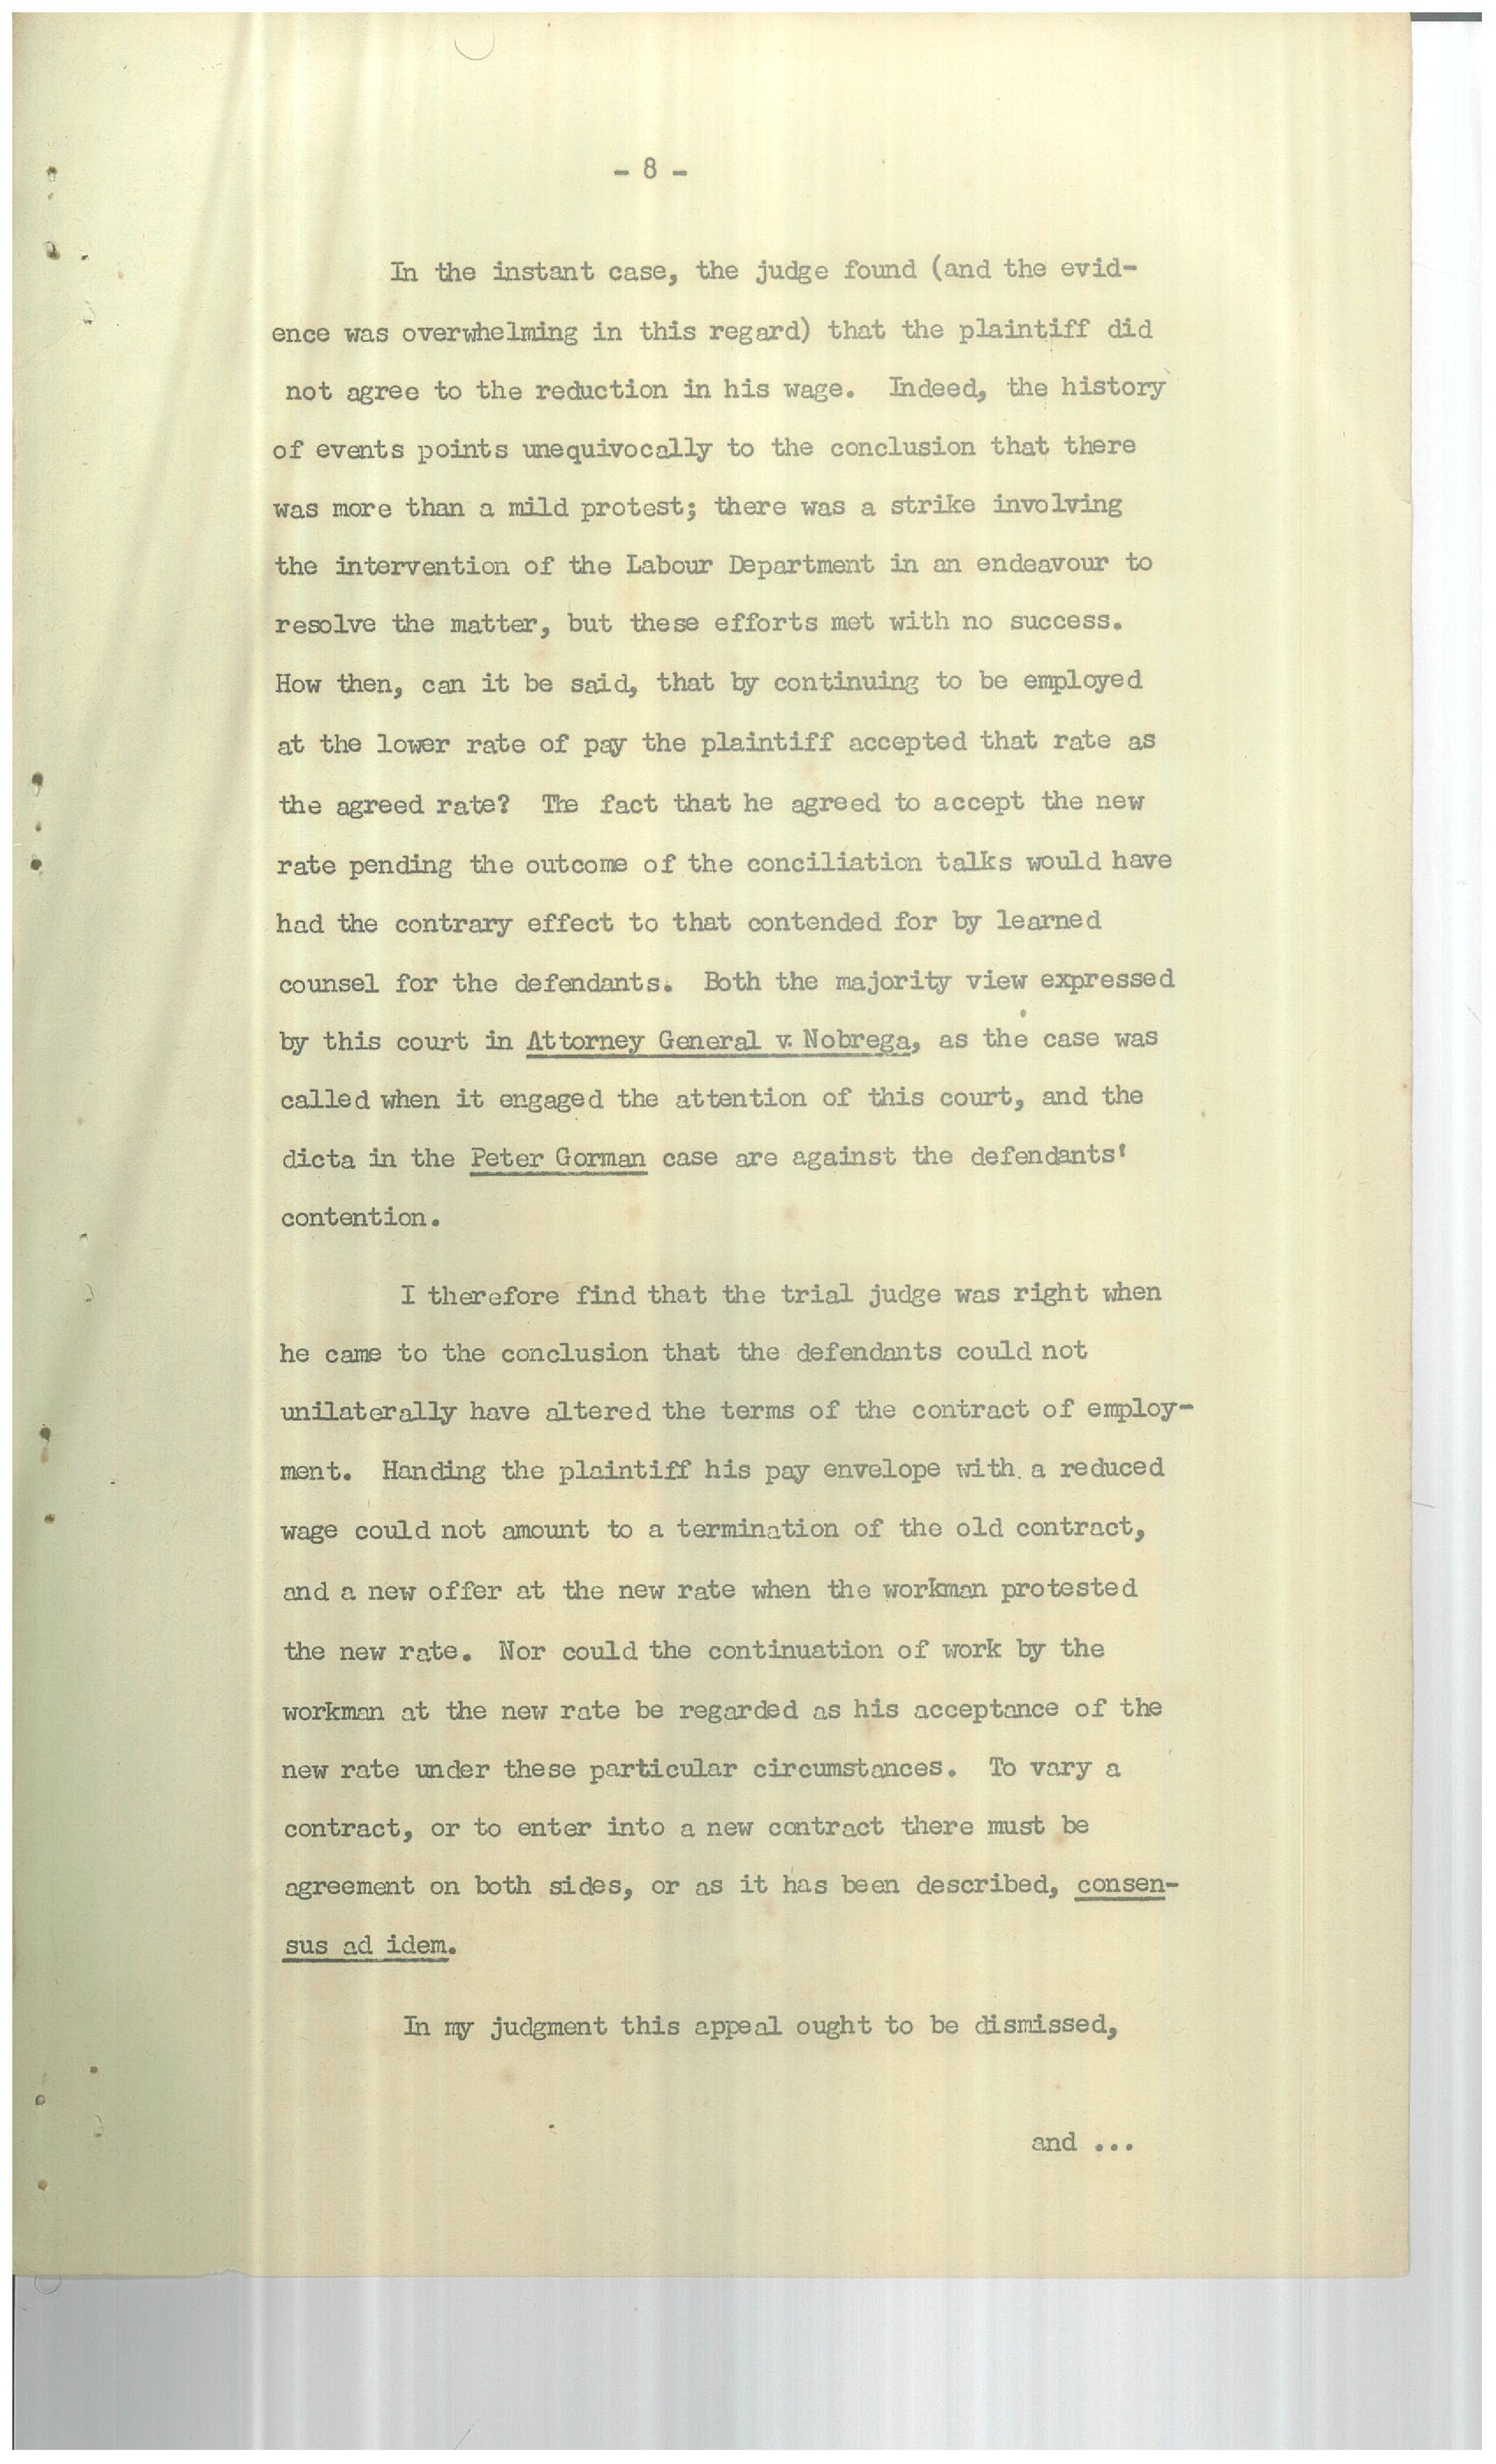 - 8 -
In the instant case, the judge found (and the evid-
ence was overwhelming in this regard) that the plaintiff did
not agree to the reduction in his wage. Indeed, the history
of events points unequivocally to the conclusion that there
was more than a mild protest; there was a strike involving
the intervention of the Labour Department in an endeavour to
resolve the matter, but these efforts met with no success.
How then, can it be said, that by continuing to be employed
at the lower rate of pay the plaintiff accepted that rate as
the agreed rate? The fact that he agreed to accept the new
rate pending the outcome of the conciliation talks would have
had the contrary effect to that contended for by learned
counsel for the defendants. Both the majority view expressed
by this court in Attorney General v. Nobrega, as the case was
called when it engaged the attention of this court, and the
dicta in the Peter Gorman case are against the defendants'
contention.
I therefore find that the trial judge was right when
he came to the conclusion that the defendants could not
unilaterally have altered the terms of the contract of employ-
ment. Handing the plaintiff his pay envelope with a reduced
wage could not amount to a termination of the old contract,
and a new offer at the new rate when the workman protested
the new rate. Nor could the continuation of work by the
workman at the new rate be regarded as his acceptance of the
new rate under these particular circumstances. To vary a
contract, or to enter into a new contract there must be
agreement on both sides, or as it has been described, consen-
sus ad idem.
In my judgment this appeal ought to be dismissed,
and ...